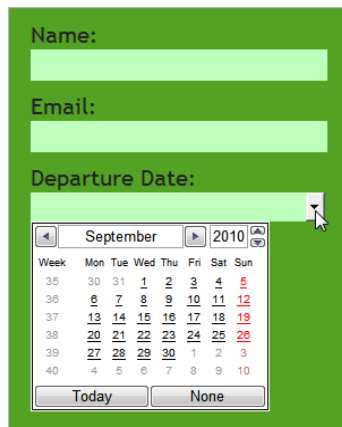 Name:
Email:
Departure Date:
September 2010
Week Mon Tue Wed Thu Fri Sat Sun
35 30 31 1 2 3 4 5
36 6 7 8 9 10 11 12
37 13 14 15 16 17 18 19
38 20 21 22 23 24 25 26
39 27 28 29 30 1 2 3
40 4 5 6 7 8 9 10
Today None